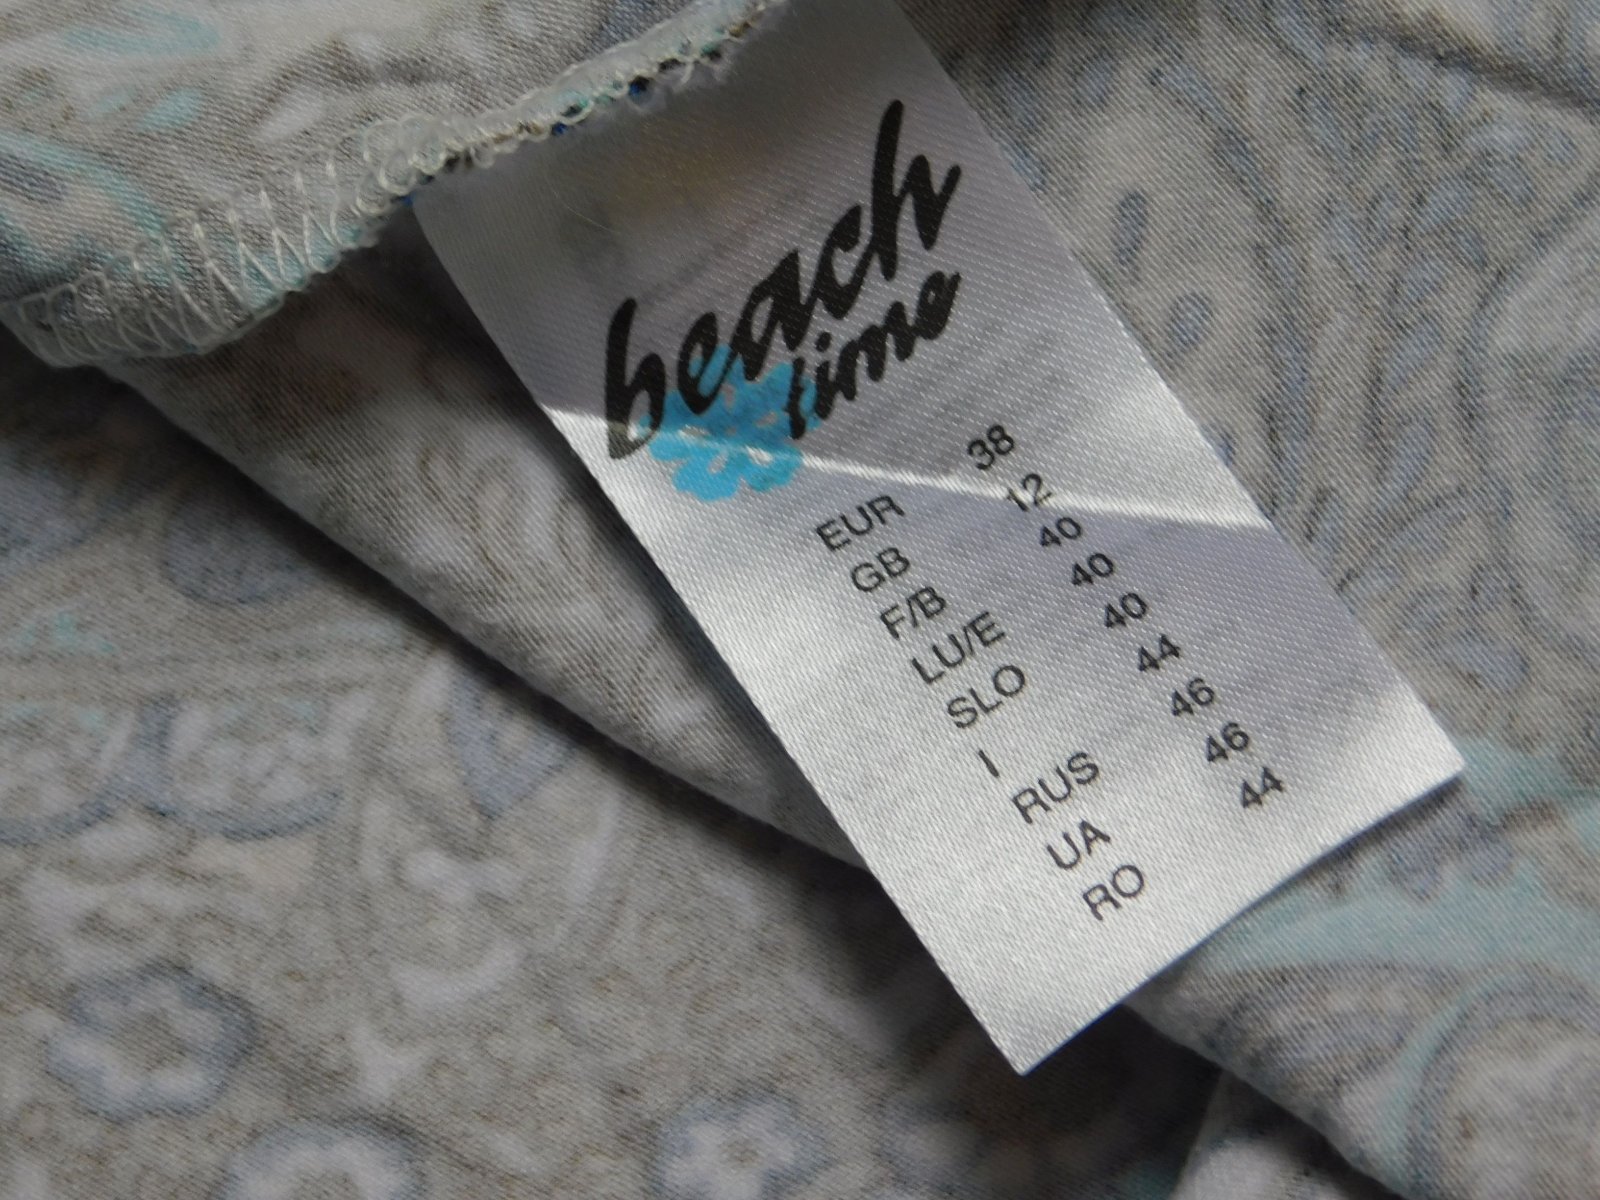 beach
time
EUR 38
GB 12
F/B 40
LU/E 40
SLO 40
I 44
RUS 46
UA 46
RO 44